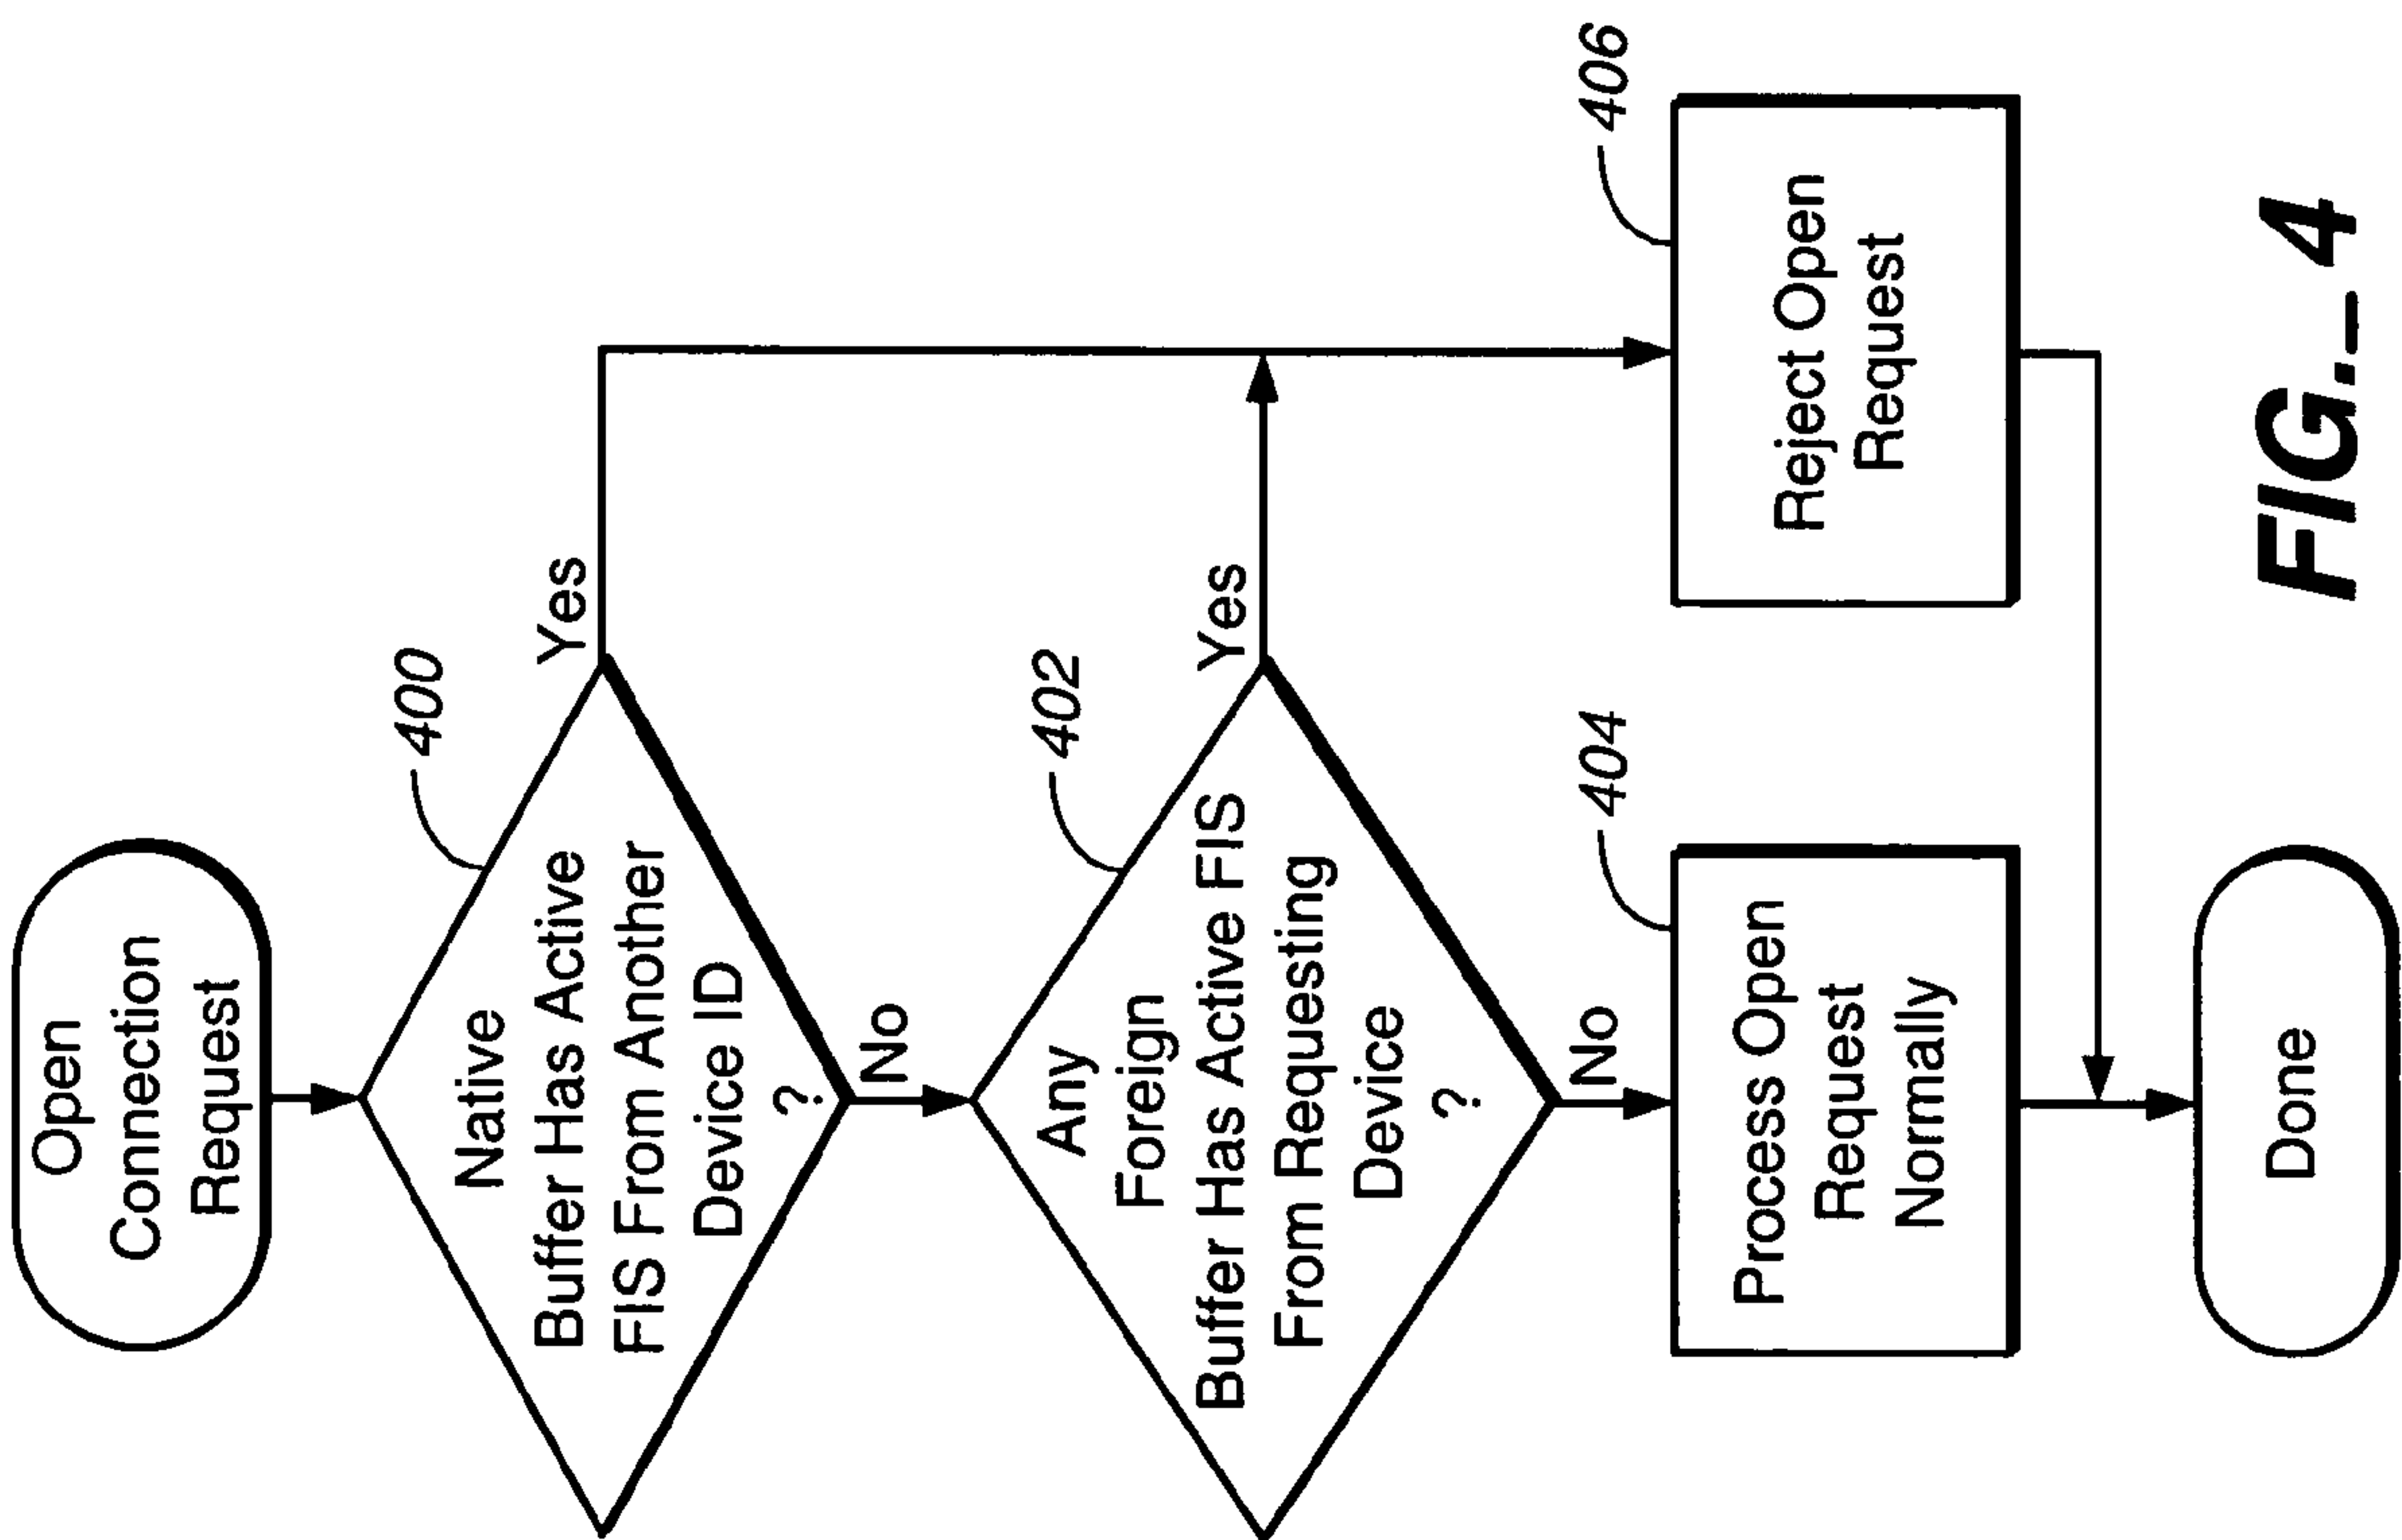 Open
Connection
Request
400
Native
Buffer Has Active
FIS From Another
Device ID
?
Yes
No
402
Any
Foreign
Buffer Has Active FIS
From Requesting
Device
?
Yes
No
404
Process Open
Request
Normally
406
Reject Open
Request
Done
FIG._ 4